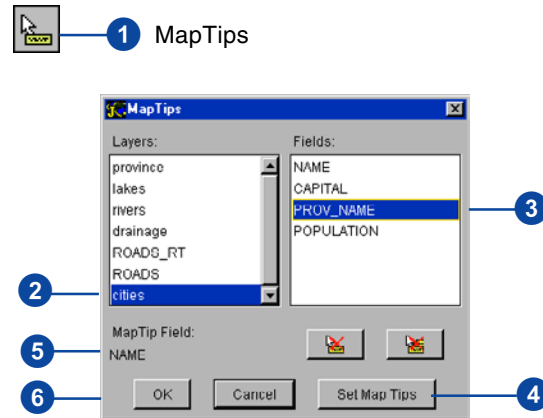 1 MapTips
MapTips
Layers: Fields:
province NAME
lakes CAPITAL
rivers PROV_NAME 3
drainage POPULATION
ROADS_RT
ROADS
2 cities
MapTip Field:
5 NAME
6 OK Cancel Set Map Tips 4